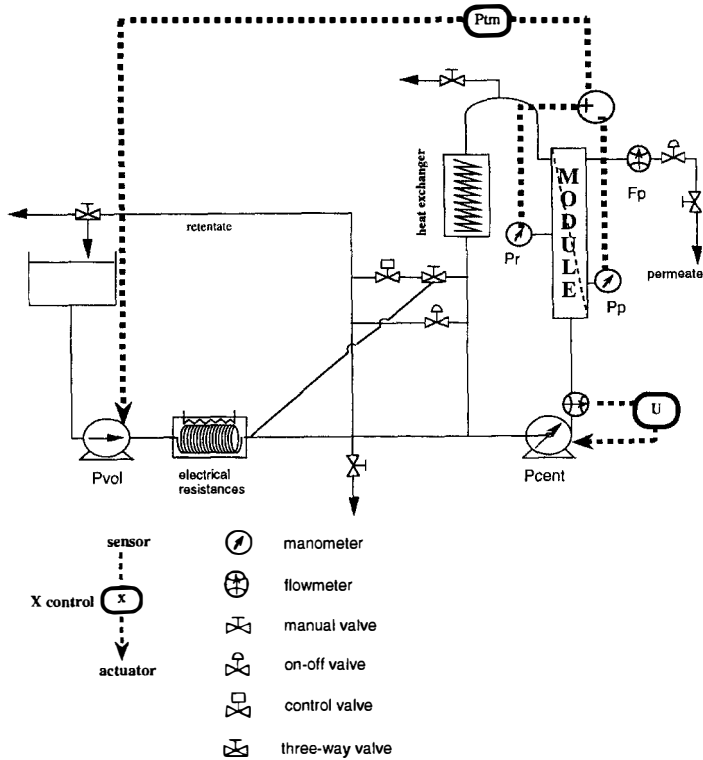 Ptm
+
-
heat exchanger
MODULE
Fp
retentate
Pr
Pp
permeate
U
Pvol
electrical
resistances
Pcent
sensor
X control
x
actuator
manometer
flowmeter
manual valve
on-off valve
control valve
three-way valve